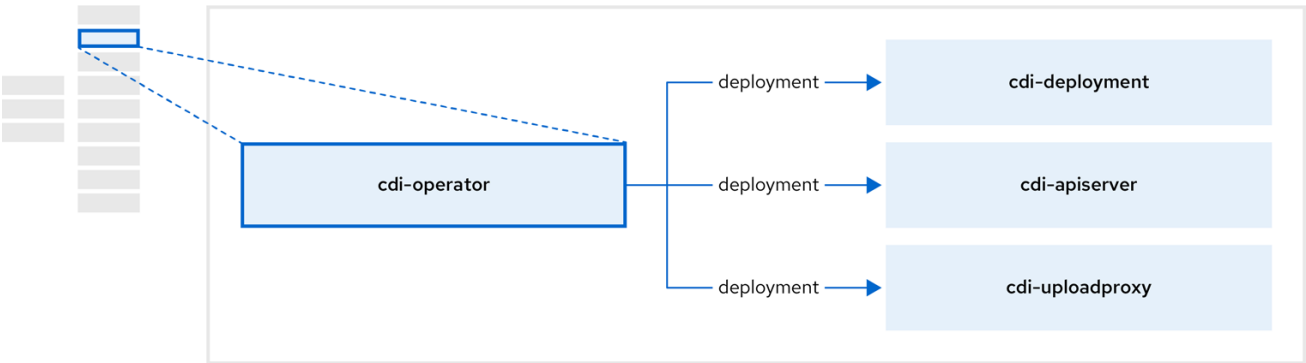 deployment
cdi-deployment
cdi-operator
deployment
cdi-apiserver
deployment
cdi-uploadproxy